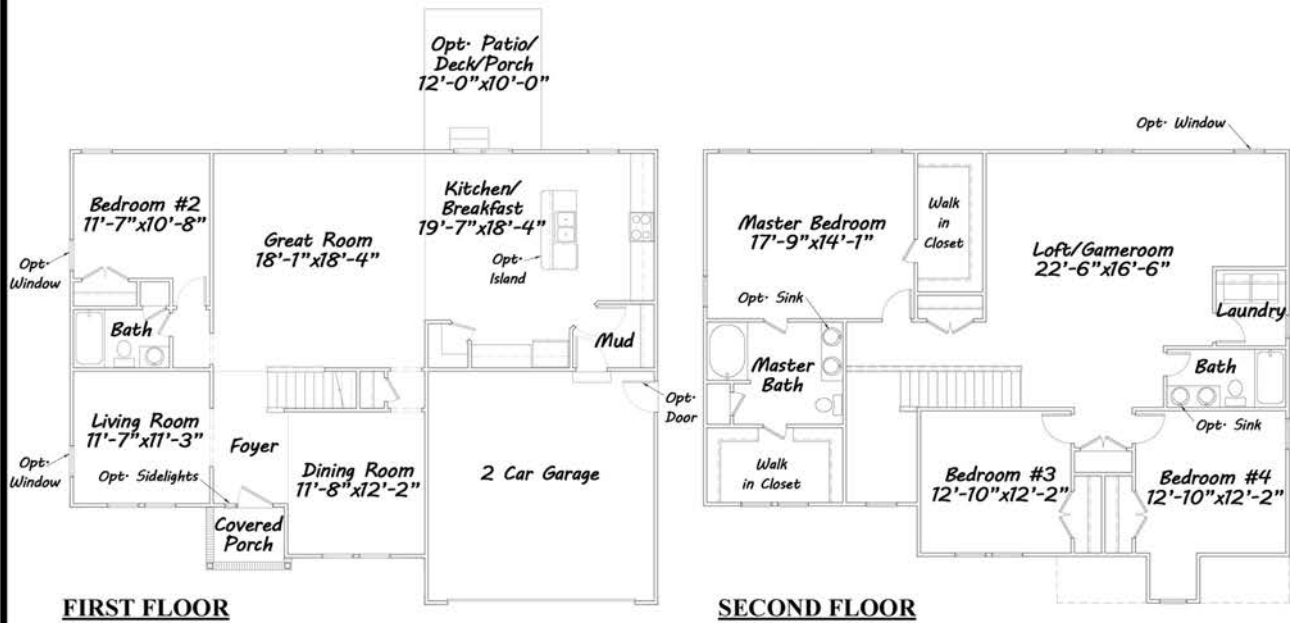 Opt. Patio/
Deck/Porch
12'-0"x10'-0"
Bedroom #2
11'-7"x10'-8"
Great Room
18'-1"x18'-4"
Kitchen/
Breakfast
19'-7"x18'-4"
Opt.
Island
Opt.
Window
Bath
Mud
Living Room
11'-7"x11'-3"
Opt.
Window
Opt. Sidelights
Foyer
Dining Room
11'-8"x12'-2"
2 Car Garage
Opt.
Door
Covered
Porch
FIRST FLOOR
Opt. Window
Master Bedroom
17'-9"x14'-1"
Walk
in
Closet
Loft/Gameroom
22'-6"x16'-6"
Opt. Sink
Laundry
Master
Bath
Bath
Opt. Sink
Walk
in Closet
Bedroom #3
12'-10"x12'-2"
Bedroom #4
12'-10"x12'-2"
SECOND FLOOR